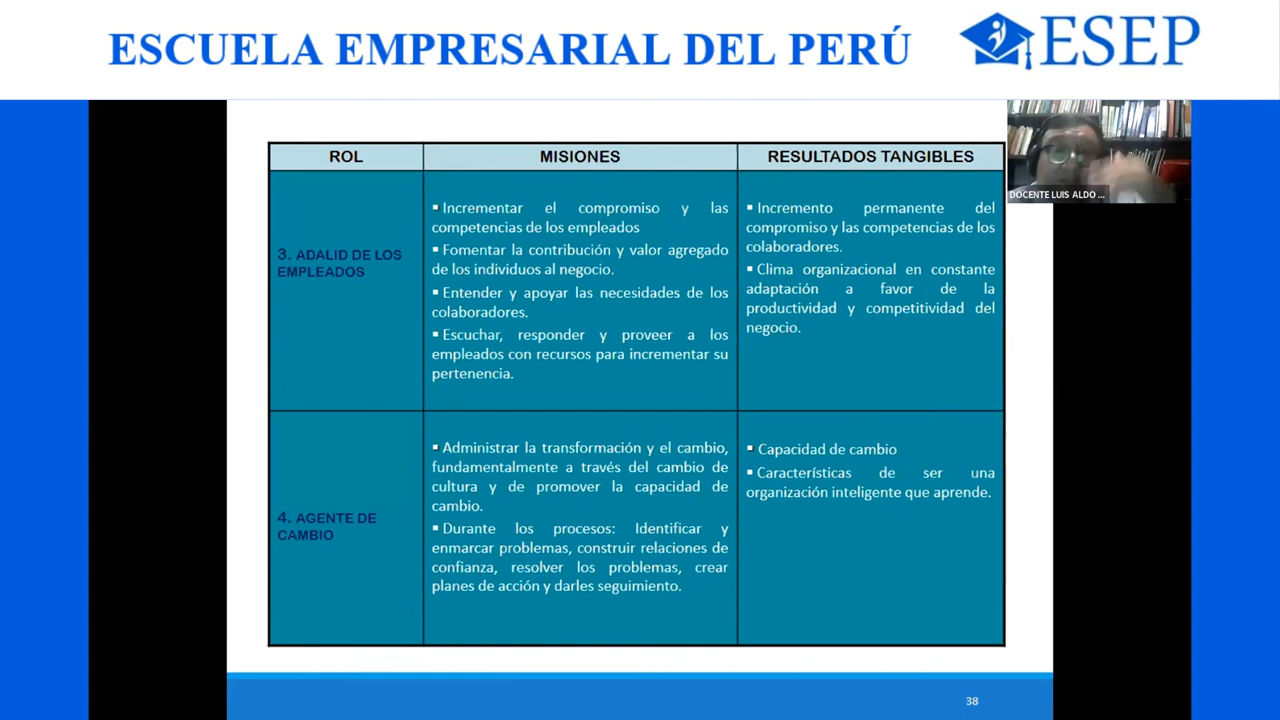 ESCUELA EMPRESARIAL DEL PERÚ
ESEP
DOCENTE LUIS ALDO ...
ROL
MISIONES
RESULTADOS TANGIBLES
3. ADALID DE LOS
EMPLEADOS
▪ Incrementar el compromiso y las
competencias de los empleados
▪ Fomentar la contribución y valor agregado
de los individuos al negocio.
▪ Entender y apoyar las necesidades de los
colaboradores.
▪ Escuchar, responder y proveer a los
empleados con recursos para incrementar su
pertenencia.
▪ Incremento permanente del
compromiso y las competencias de los
colaboradores.
▪ Clima organizacional en constante
adaptación a favor de la
productividad y competitividad del
negocio.
4. AGENTE DE
CAMBIO
▪ Administrar la transformación y el cambio,
fundamentalmente a través del cambio de
cultura y de promover la capacidad de
cambio.
▪ Durante los procesos: Identificar y
enmarcar problemas, construir relaciones de
confianza, resolver los problemas, crear
planes de acción y darles seguimiento.
▪ Capacidad de cambio
▪ Características de ser una
organización inteligente que aprende.
38